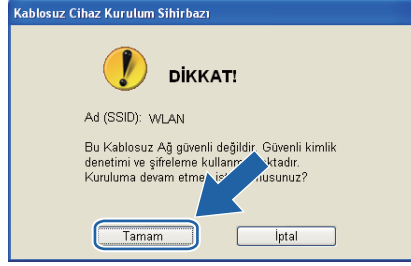 Kablosuz Cihaz Kurulum Sihirbazı
DİKKAT!
Ad (SSID): WLAN
Bu Kablosuz Ağ güvenli değildir. Güvenli kimlik
denetimi ve şifreleme
Kuruluma devam etmek
Tamam
İptal